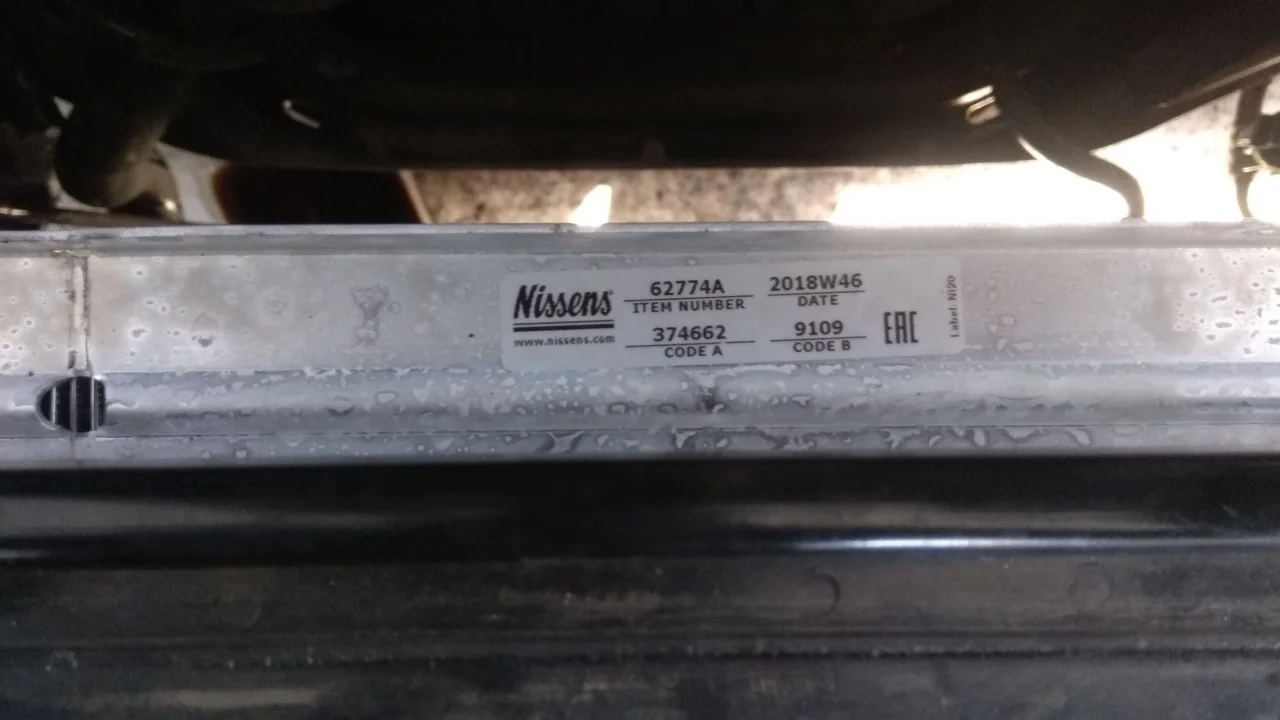 Nissens
www.nissens.com
62774A
ITEM NUMBER
374662
CODE A
2018W46
DATE
9109
CODE B
EAC
Label NI20